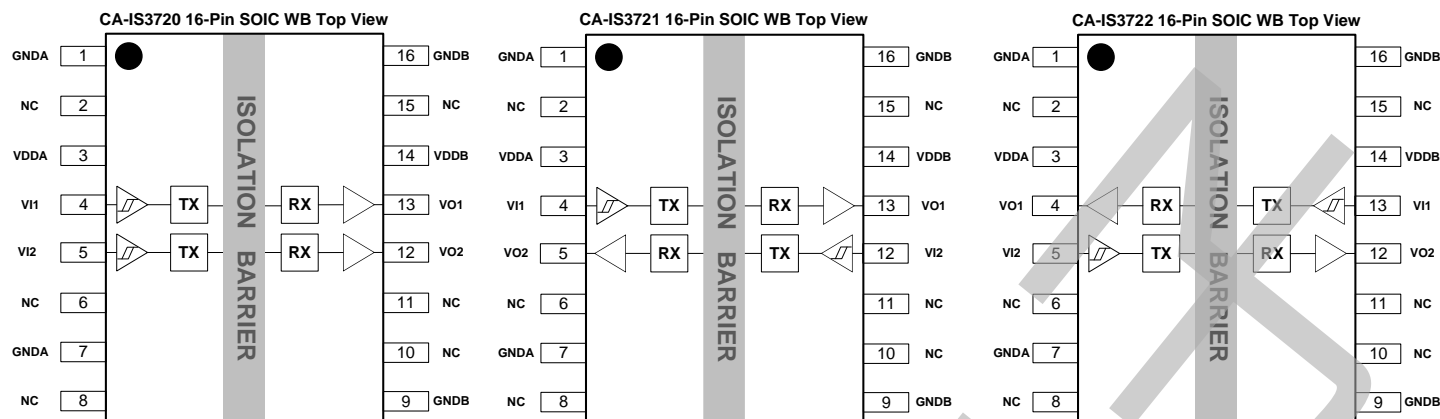 CA-IS3720 16-Pin SOIC WB Top View
GNDA 1 16 GNDB
NC 2 15 NC
VDDA 3 14 VDDB
VI1 4 TX RX 13 VO1
VI2 5 TX RX 12 VO2
NC 6 11 NC
GNDA 7 10 NC
NC 8 9 GNDB
ISOLATION BARRIER
CA-IS3721 16-Pin SOIC WB Top View
GNDA 1 16 GNDB
NC 2 15 NC
VDDA 3 14 VDDB
VI1 4 TX RX 13 VO1
VO2 5 RX TX 12 VI2
NC 6 11 NC
GNDA 7 10 NC
NC 8 9 GNDB
ISOLATION BARRIER
CA-IS3722 16-Pin SOIC WB Top View
GNDA 1 16 GNDB
NC 2 15 NC
VDDA 3 14 VDDB
VO1 4 RX TX 13 VI1
VI2 5 TX RX 12 VO2
NC 6 11 NC
GNDA 7 10 NC
NC 8 9 GNDB
ISOLATION BARRIER